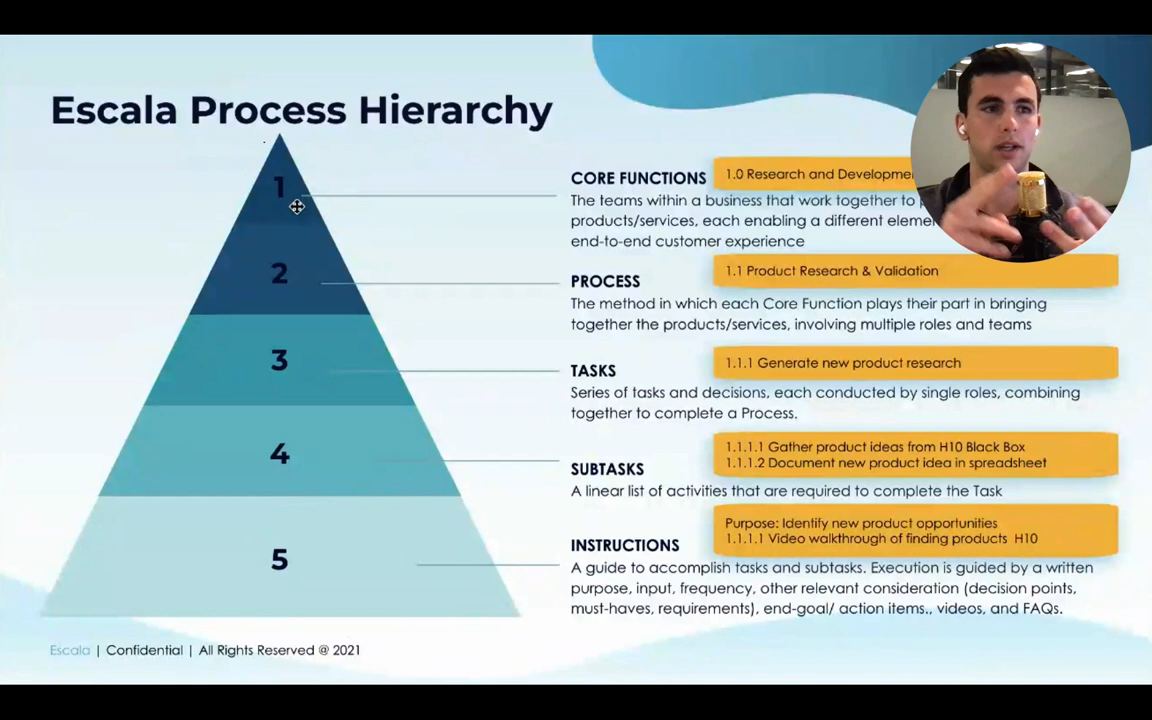 Escala Process Hierarchy
1
2
3
4
5
CORE FUNCTIONS
1.0 Research and
The teams within a business that work together to
products/services, each enabling a different
end-to-end customer experience
1.1 Product Research & Validation
PROCESS
The method in which each Core Function plays their part in bringing
together the products/services, involving multiple roles and teams
1.1.1 Generate new product research
TASKS
Series of tasks and decisions, each conducted by single roles, combining
together to complete a Process.
1.1.1.1 Gather product ideas from H10 Black Box
1.1.1.2 Document new product idea in spreadsheet
SUBTASKS
A linear list of activities that are required to complete the Task
Purpose: Identify new product opportunities
1.1.1.1 Video walkthrough of finding products H10
INSTRUCTIONS
A guide to accomplish tasks and subtasks. Execution is guided by a written
purpose, input, frequency, other relevant consideration (decision points,
must-haves, requirements), end-goal/ action items., videos, and FAQs.
Escala | Confidential | All Rights Reserved @ 2021